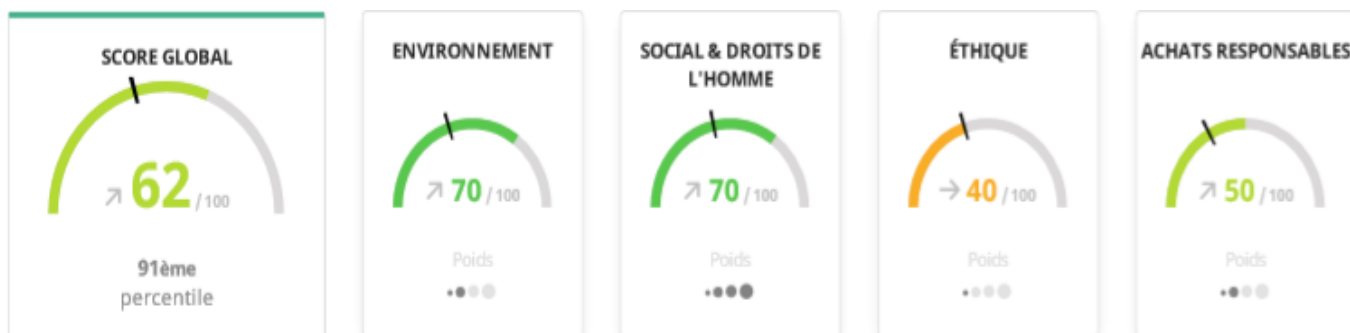 SCORE GLOBAL
62 / 100
91ème
percentile
ENVIRONNEMENT
70 / 100
Poids
SOCIAL & DROITS DE
L'HOMME
70 / 100
Poids
ÉTHIQUE
40 / 100
Poids
ACHATS RESPONSABLES
50 / 100
Poids